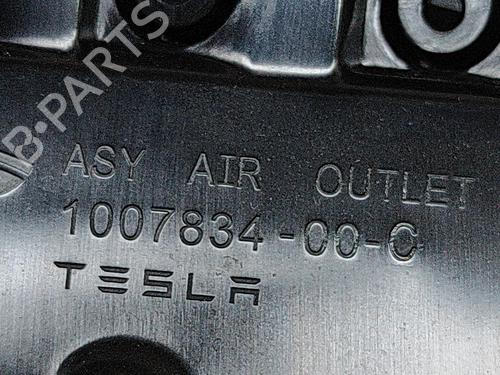 B-PARTS
ASY AIR OUTLET
1007834-00-C
TESLA